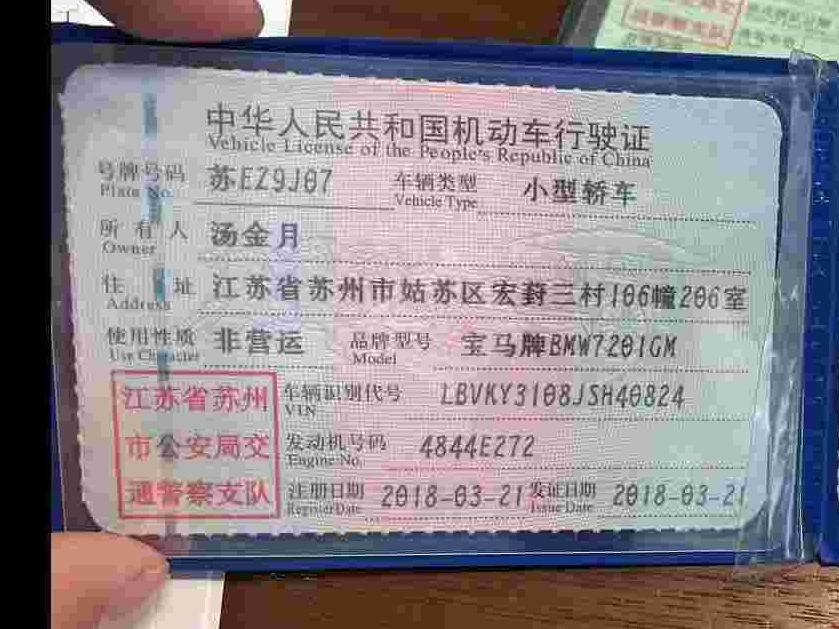 中华人民共和国机动车行驶证
Vehicle License of the People's Republic of China
号牌号码 苏EZ9J07 车辆类型 小型轿车
Plate No. Vehicle Type
所有人 汤金月
Owner
住址 江苏省苏州市姑苏区宏葑三村106幢206室
Address
使用性质 非营运 品牌型号 宝马牌BMW7201GM
Use Character Model
江苏省苏州 车辆识别代号 LBVKY3108JSH40824
VIN
市公安局交 发动机号码 4844E272
Engine No.
通警察支队 注册日期 2018-03-21 发证日期 2018-03-21
Register Date Issue Date